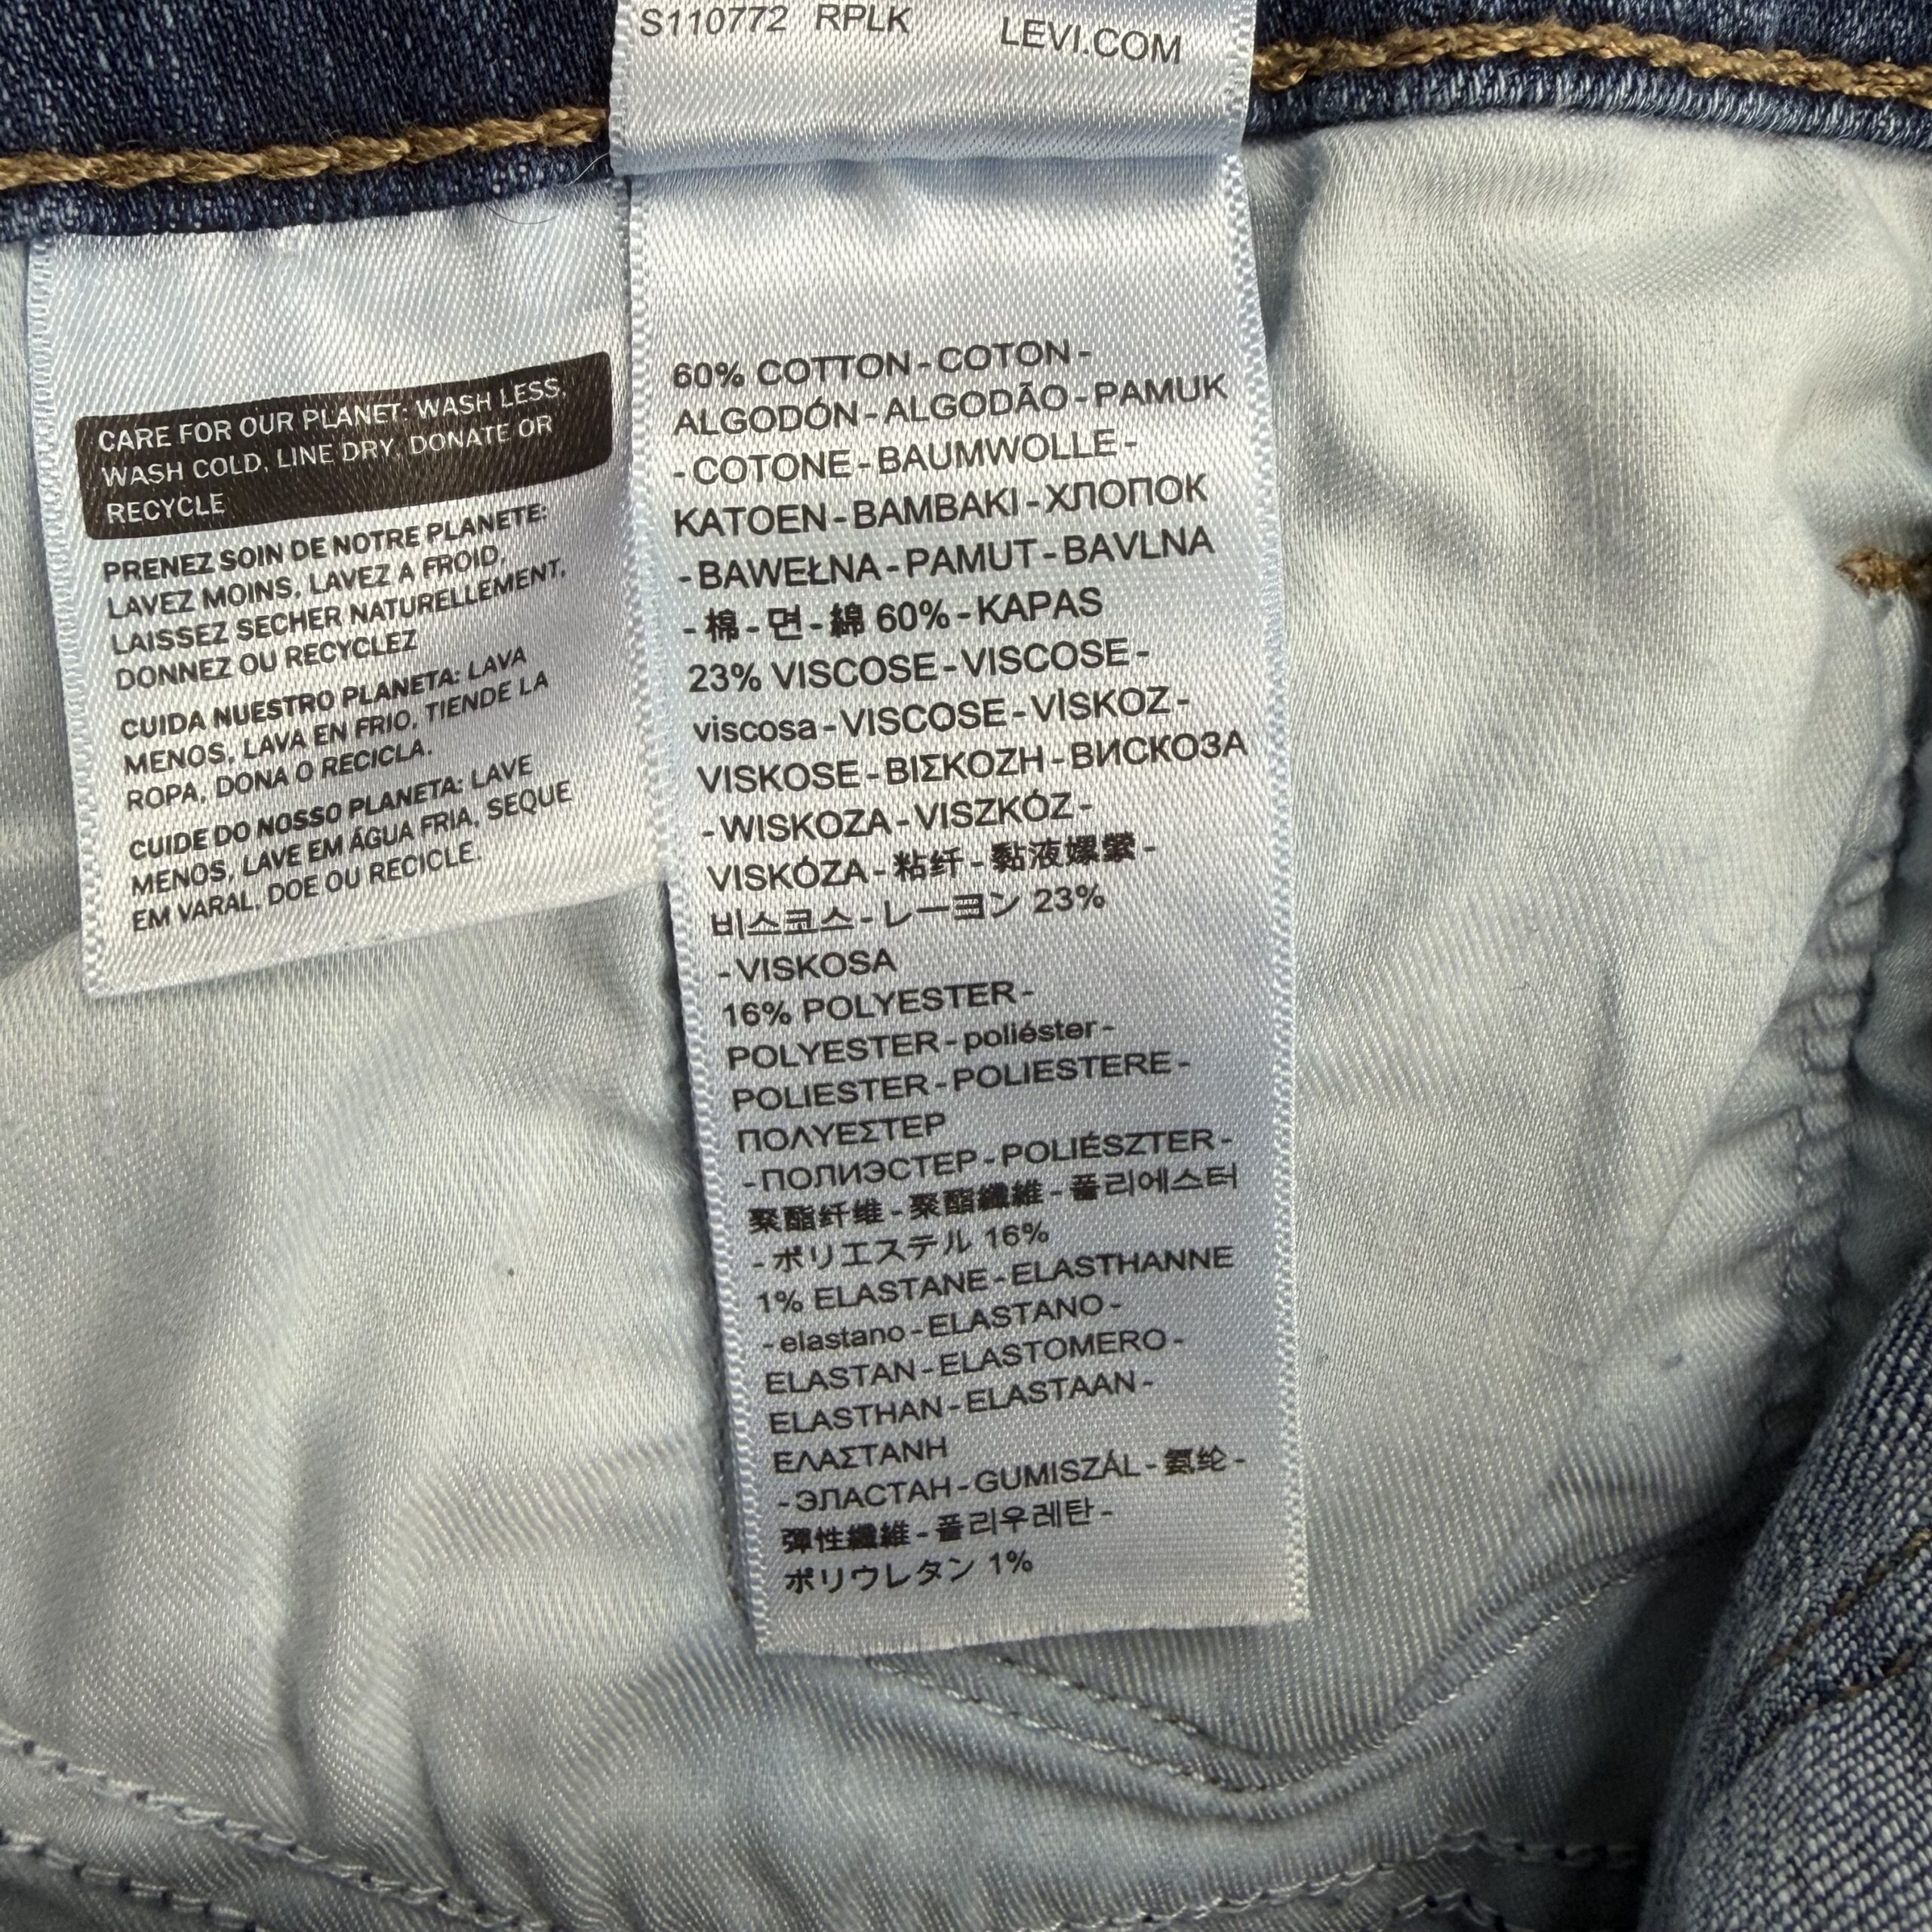 S110772 RPLK LEVI.COM
CARE FOR OUR PLANET: WASH LESS,
WASH COLD, LINE DRY, DONATE OR
RECYCLE
PRENEZ SOIN DE NOTRE PLANETE:
LAVEZ MOINS, LAVEZ A FROID,
LAISSEZ SECHER NATURELLEMENT,
DONNEZ OU RECYCLEZ
CUIDA NUESTRO PLANETA: LAVA
MENOS, LAVA EN FRIO, TIENDE LA
ROPA, DONA O RECICLA.
CUIDE DO NOSSO PLANETA: LAVE
MENOS, LAVE EM ÁGUA FRIA, SEQUE
EM VARAL, DOE OU RECICLE.
60% COTTON - COTON -
ALGODÓN - ALGODÃO - PAMUK
- COTONE - BAUMWOLLE -
KATOEN - BAMBAKI - ХЛОПОК
- BAWEŁNA - PAMUT - BAVLNA
- 棉 - 면 - 綿 60% - KAPAS
23% VISCOSE - VISCOSE -
viscosa - VISCOSE - VİSKOZ -
VISKOSE - ΒΙΣΚΟΖΗ - ВИСКОЗА
- WISKOZA - VISZKÓZ -
VISKÓZA - 粘纤 - 黏液嫘縈 -
비스코스 - レーヨン 23%
- VISKOSA
16% POLYESTER -
POLYESTER - poliéster -
POLIESTER - POLIESTERE -
ΠΟΛΥΕΣΤΕΡ
- ПОЛИЭСТЕР - POLIÉSZTER -
聚酯纤维 - 聚酯纖維 - 폴리에스터
- ポリエステル 16%
1% ELASTANE - ELASTHANNE
- elastano - ELASTANO -
ELASTAN - ELASTOMERO -
ELASTHAN - ELASTAAN -
ΕΛΑΣΤΑΝΗ
- ЭЛАСТАН - GUMISZÁL - 氨纶 -
彈性纖維 - 폴리우레탄 -
ポリウレタン 1%